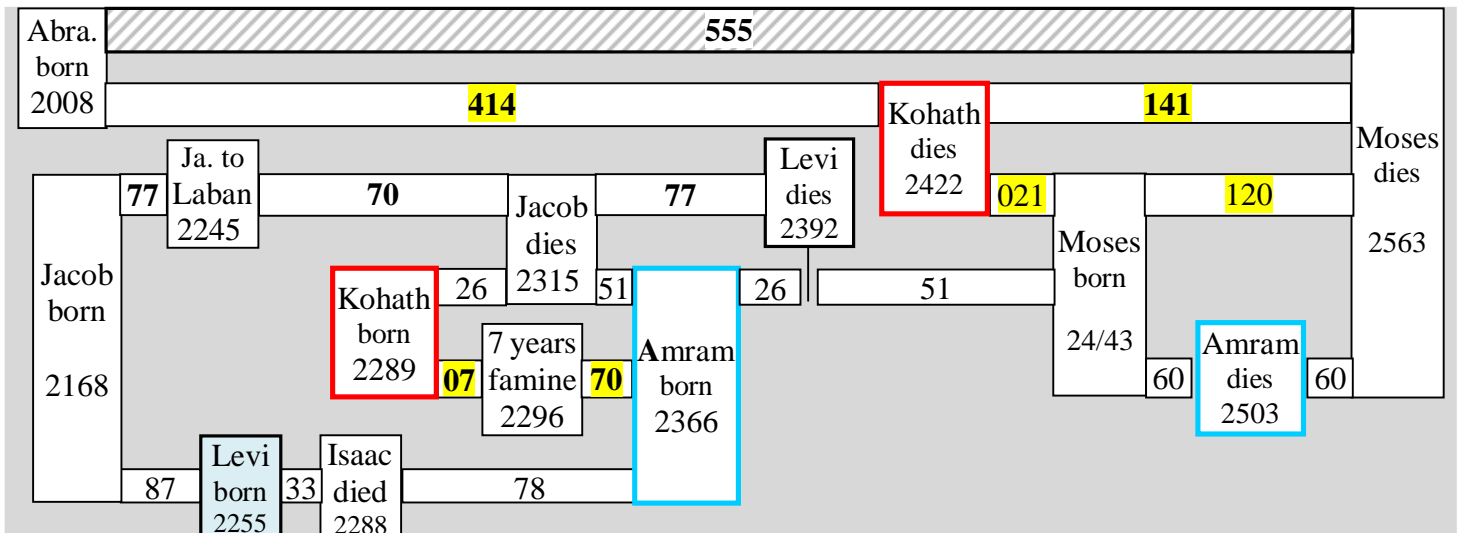 Abra.
born
2008
555
414
Kohath
dies
2422
141
Moses
dies
2563
77
Ja. to
Laban
2245
70
Jacob
dies
2315
77
Levi
dies
2392
021
Moses
born
24/43
120
Jacob
born
2168
Kohath
born
2289
26
51
Amram
born
2366
26
51
07
7 years
famine
2296
70
60
Amram
dies
2503
60
87
Levi
born
2255
33
Isaac
died
2288
78